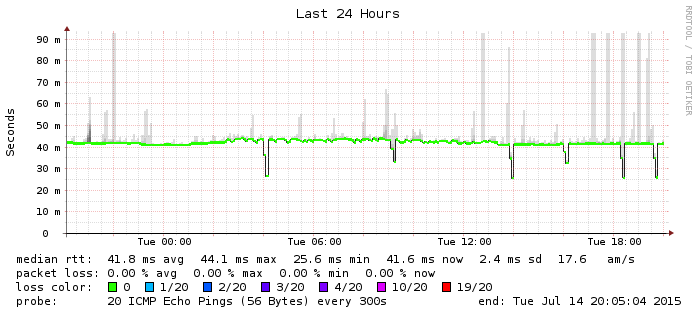 Last 24 Hours
RRDTOOL / TOBI OETIKER
Seconds
90 m
80 m
70 m
60 m
50 m
40 m
30 m
20 m
10 m
0
Tue 00:00 Tue 06:00 Tue 12:00 Tue 18:00
median rtt: 41.8 ms avg 44.1 ms max 25.6 ms min 41.6 ms now 2.4 ms sd 17.6 am/s
packet loss: 0.00 % avg 0.00 % max 0.00 % min 0.00 % now
loss color: 0 1/20 2/20 3/20 4/20 10/20 19/20
probe: 20 ICMP Echo Pings (56 Bytes) every 300s end: Tue Jul 14 20:05:04 2015